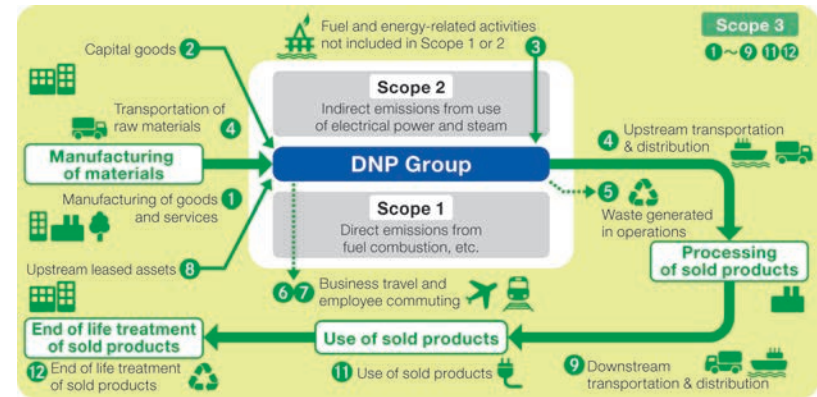 Scope 3
①~⑨ ⑪⑫
Fuel and energy-related activities
not included in Scope 1 or 2
③
Capital goods ②
Scope 2
Indirect emissions from use
of electrical power and steam
Transportation of
raw materials ④
④ Upstream transportation
& distribution
Manufacturing
of materials
DNP Group
⑤
Waste generated
in operations
Manufacturing of goods
and services ①
Scope 1
Direct emissions from
fuel combustion, etc.
Processing
of sold products
Upstream leased assets ⑧
⑥⑦ Business travel and
employee commuting
End of life treatment
of sold products
Use of sold products
⑫ End of life treatment
of sold products
⑪ Use of sold products
⑨ Downstream
transportation & distribution